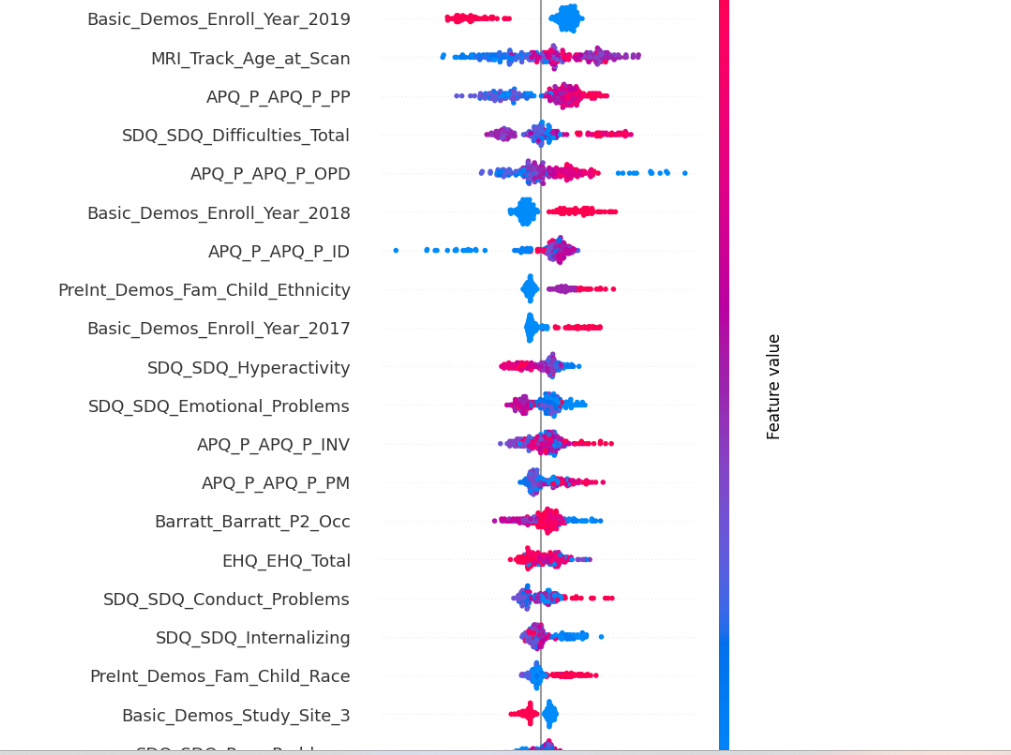 Basic_Demos_Enroll_Year_2019
MRI_Track_Age_at_Scan
APQ_P_APQ_P_PP
SDQ_SDQ_Difficulties_Total
APQ_P_APQ_P_OPD
Basic_Demos_Enroll_Year_2018
APQ_P_APQ_P_ID
PreInt_Demos_Fam_Child_Ethnicity
Basic_Demos_Enroll_Year_2017
SDQ_SDQ_Hyperactivity
SDQ_SDQ_Emotional_Problems
APQ_P_APQ_P_INV
APQ_P_APQ_P_PM
Barratt_Barratt_P2_Occ
EHQ_EHQ_Total
SDQ_SDQ_Conduct_Problems
SDQ_SDQ_Internalizing
PreInt_Demos_Fam_Child_Race
Basic_Demos_Study_Site_3
Feature value